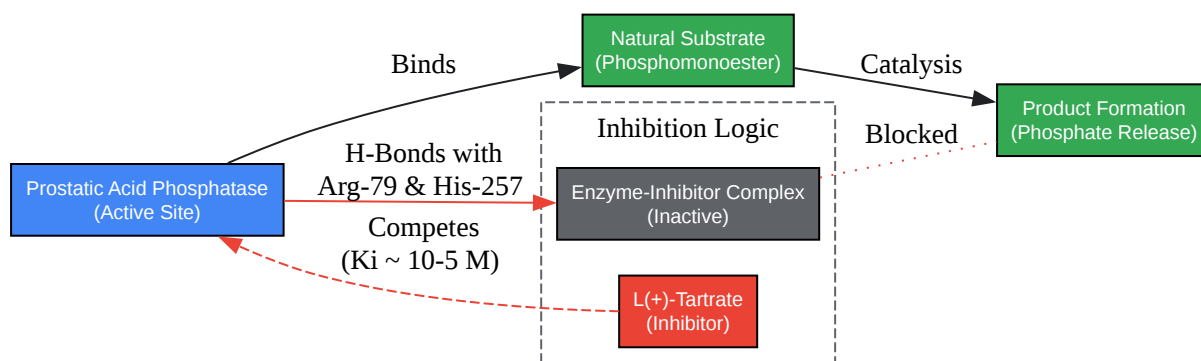 Natural Substrate
(Phosphomonoester)
Binds
Catalysis
Product Formation
(Phosphate Release)
Inhibition Logic
Blocked
H-Bonds with
Arg-79 & His-257
Prostatic Acid Phosphatase
(Active Site)
Enzyme-Inhibitor Complex
(Inactive)
Competes
(Ki ~ 10-5 M)
L(+)-Tartrate
(Inhibitor)